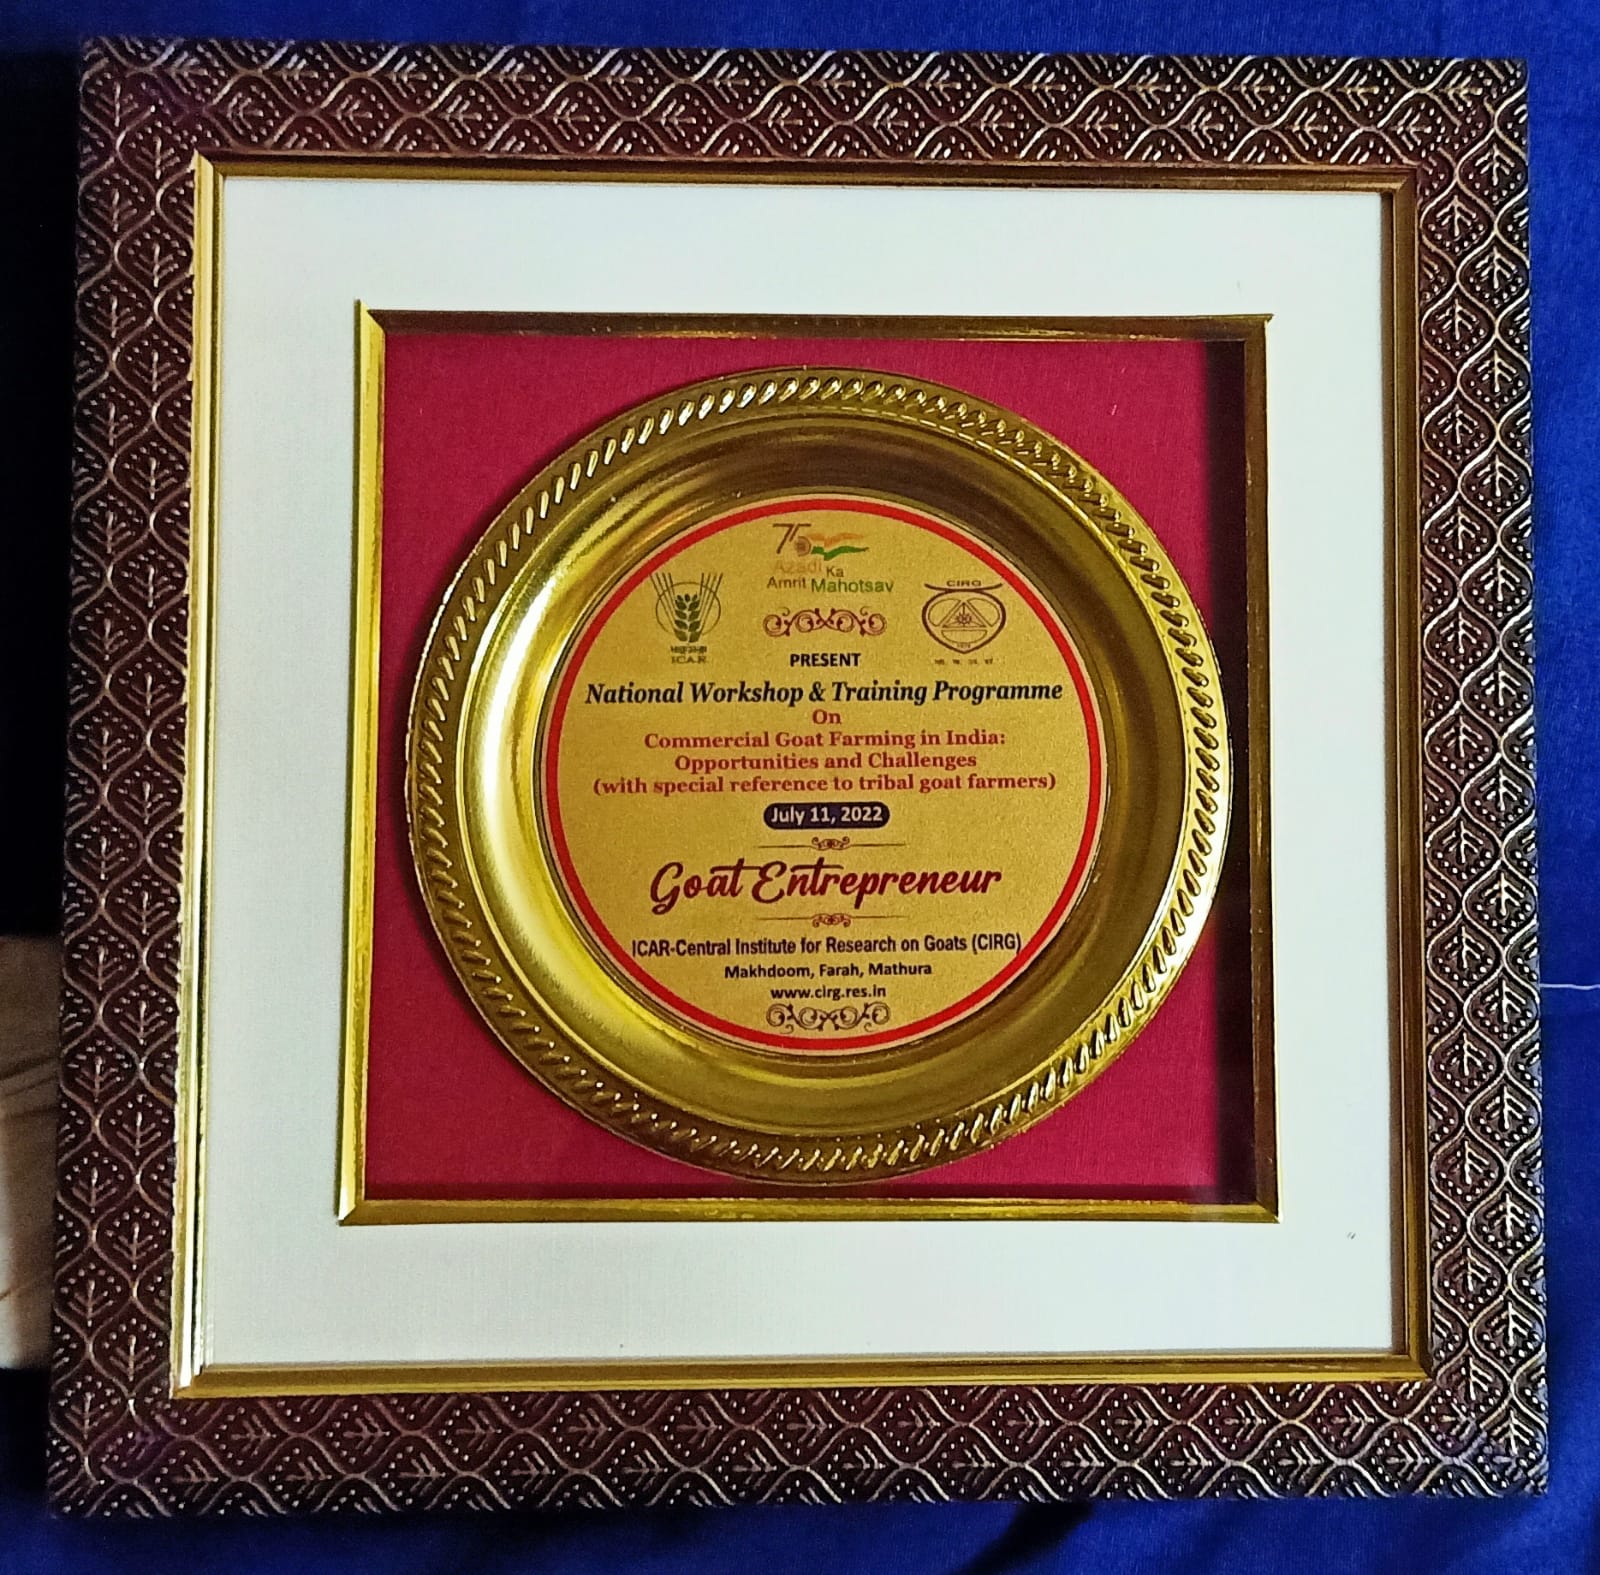 75
Azadi Ka
Amrit Mahotsav
CIRG
भाकृअनुप
ICAR
PRESENT
National Workshop & Training Programme
On
Commercial Goat Farming in India:
Opportunities and Challenges
(with special reference to tribal goat farmers)
July 11, 2022
Goat Entrepreneur
ICAR-Central Institute for Research on Goats (CIRG)
Makhdoom, Farah, Mathura
www.cirg.res.in